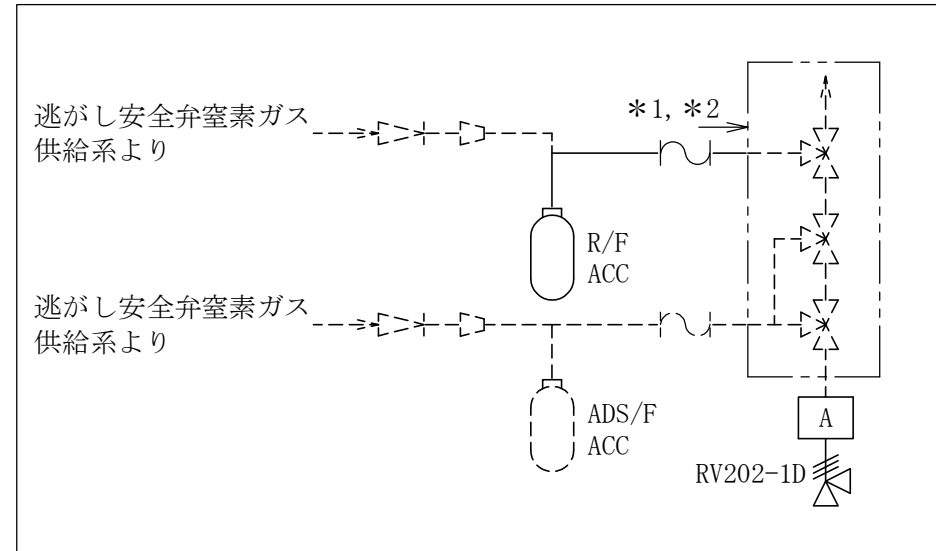 逃がし安全弁窒素ガス
供給系より
*1, *2
R/F
ACC
逃がし安全弁窒素ガス
供給系より
ADS/F
ACC
A
RV202-1D